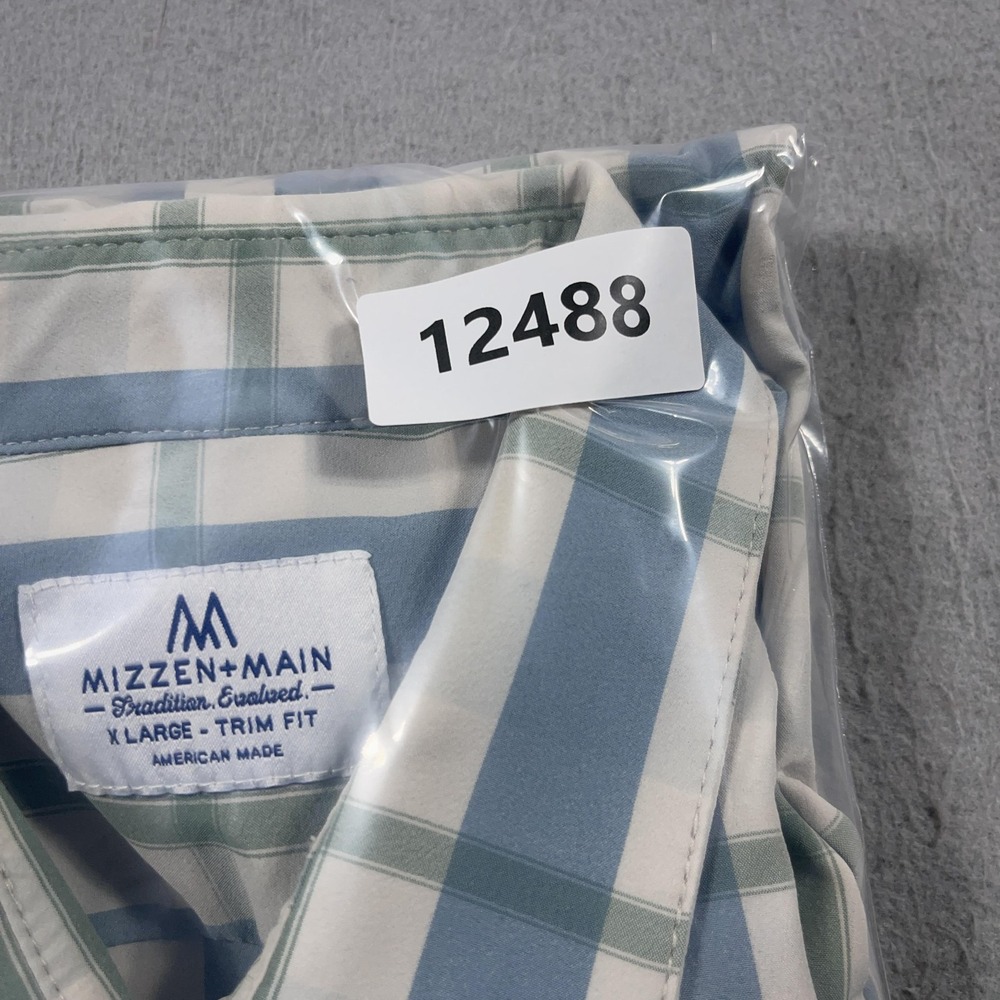 12488
M
MIZZEN+MAIN
- Tradition. Evolved. -
X LARGE - TRIM FIT
AMERICAN MADE